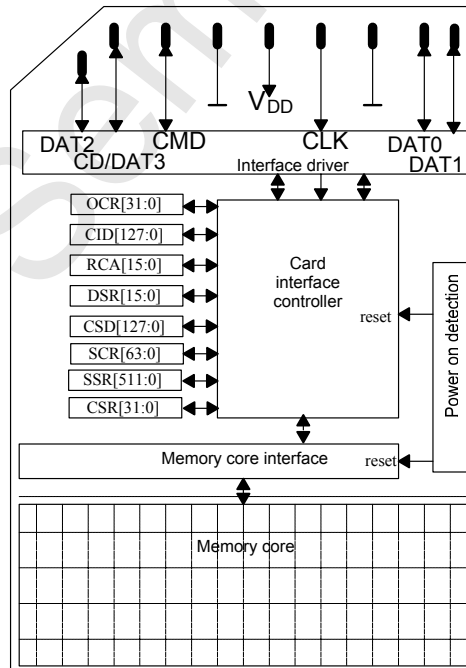 Sem
V DD
DAT2 CMD CLK DAT0
CD/DAT3 DAT1
Interface driver
OCR[31:0]
CID[127:0]
RCA[15:0]
DSR[15:0]
CSD[127:0]
SCR[63:0]
SSR[511:0]
CSR[31:0]
Card
interface
controller
reset
Power on detection
Memory core interface
reset
Memory core